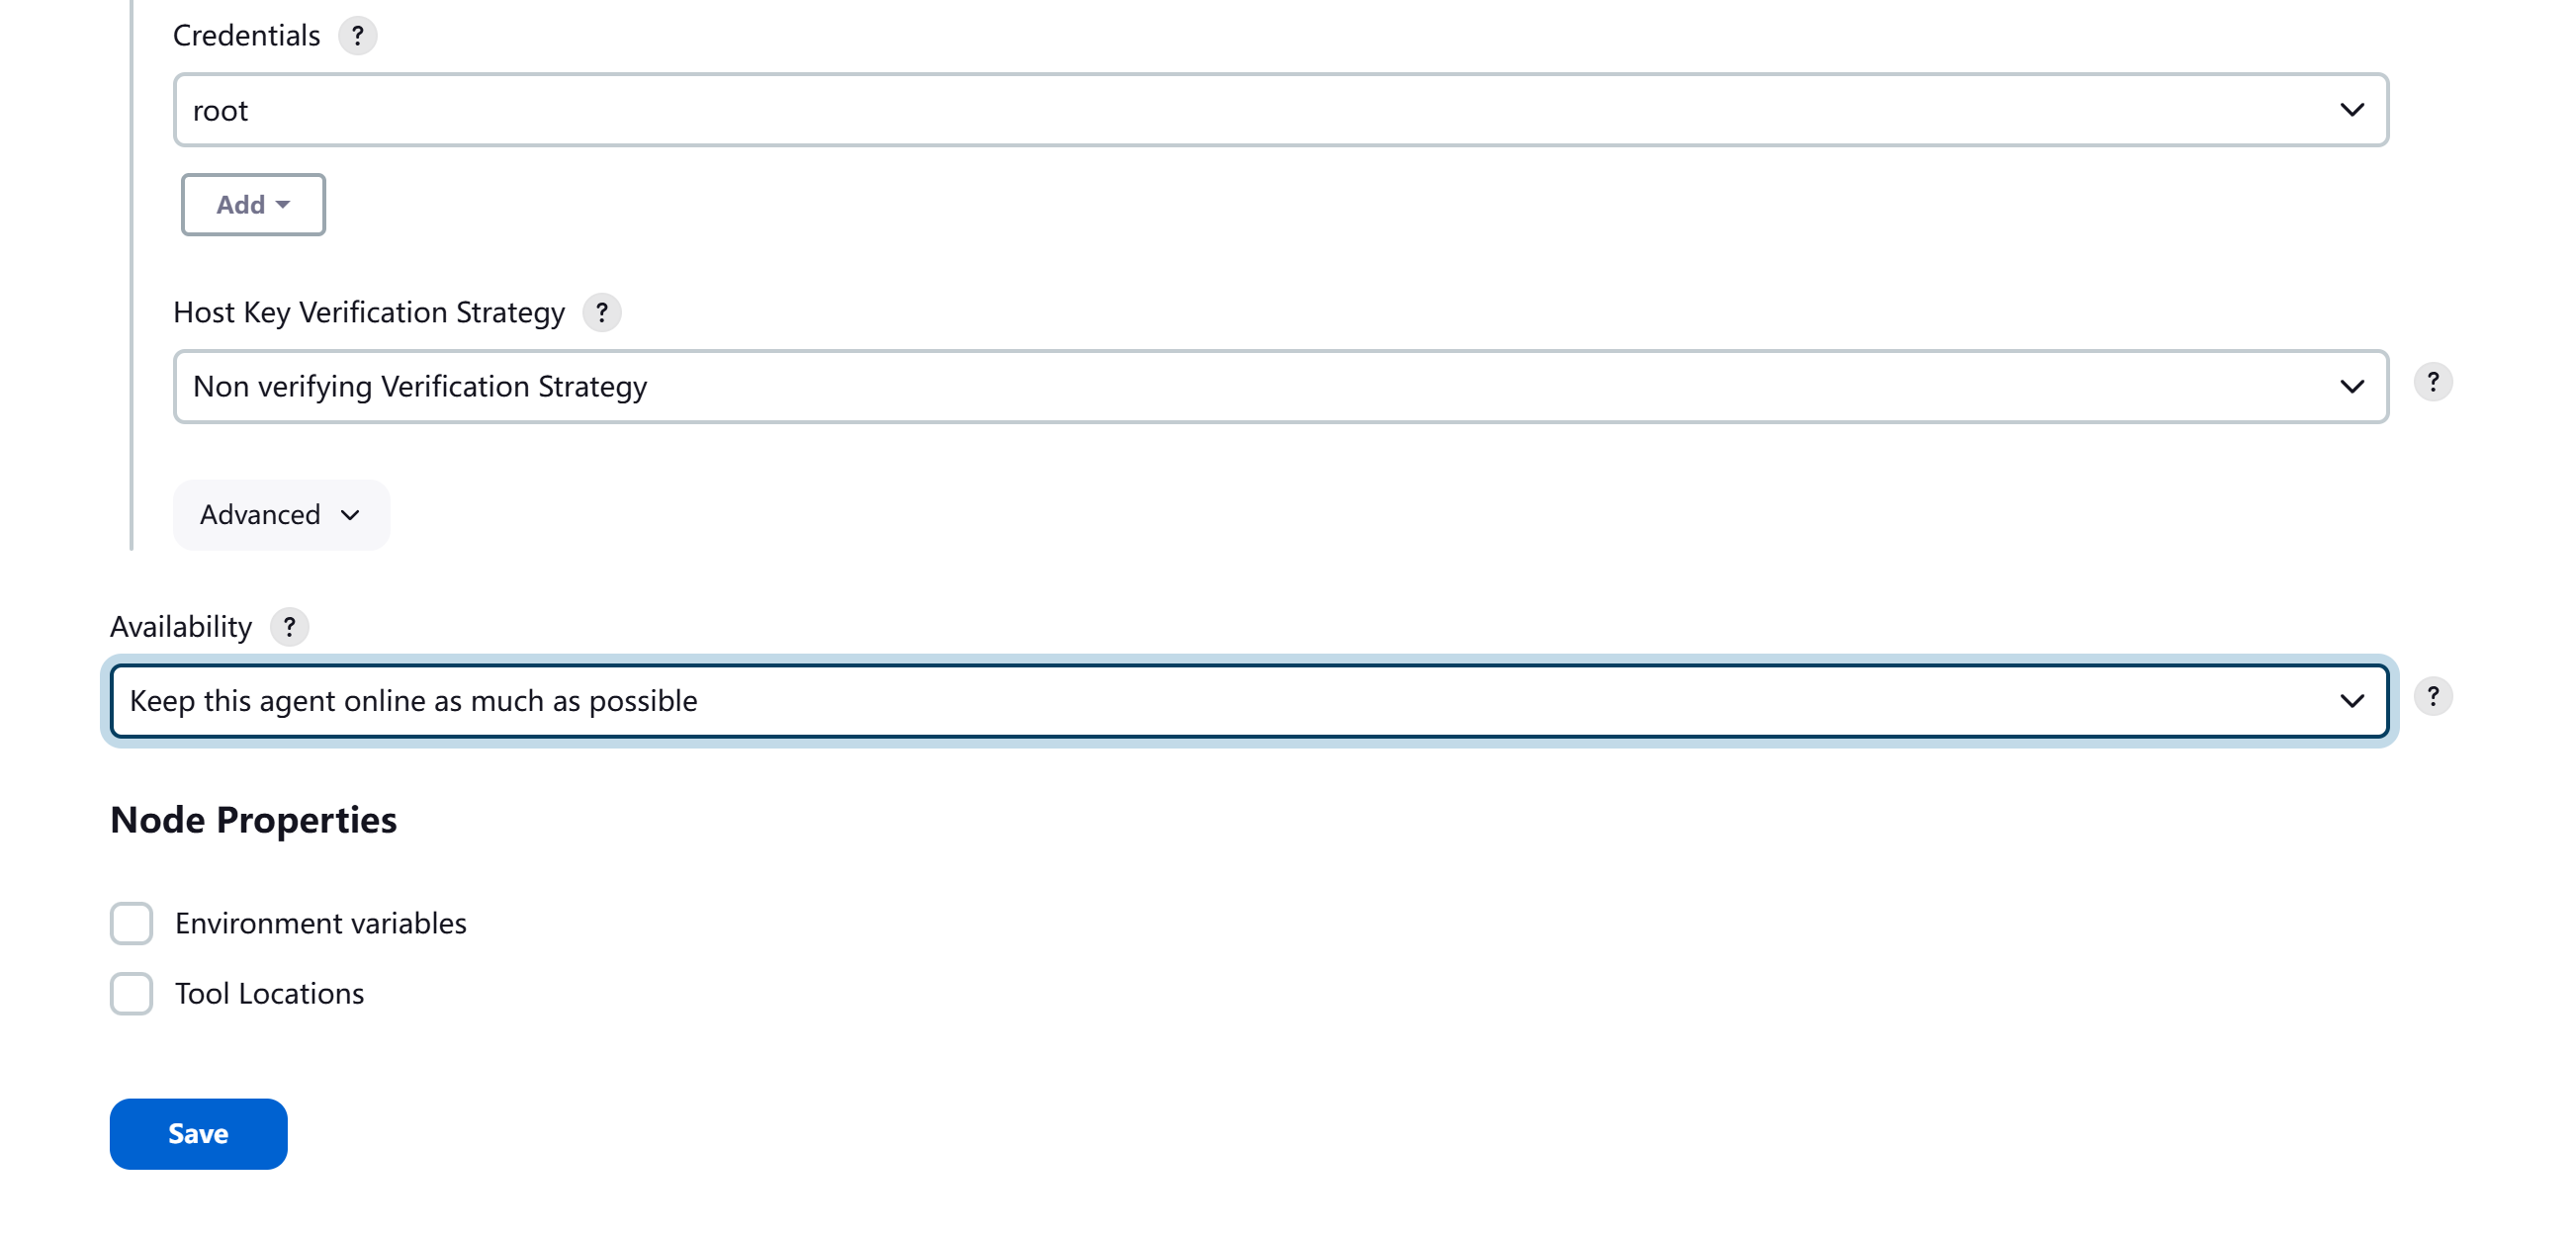 Credentials ?
root
Add
Host Key Verification Strategy ?
Non verifying Verification Strategy
?
Advanced
Availability ?
Keep this agent online as much as possible
?
Node Properties
Environment variables
Tool Locations
Save